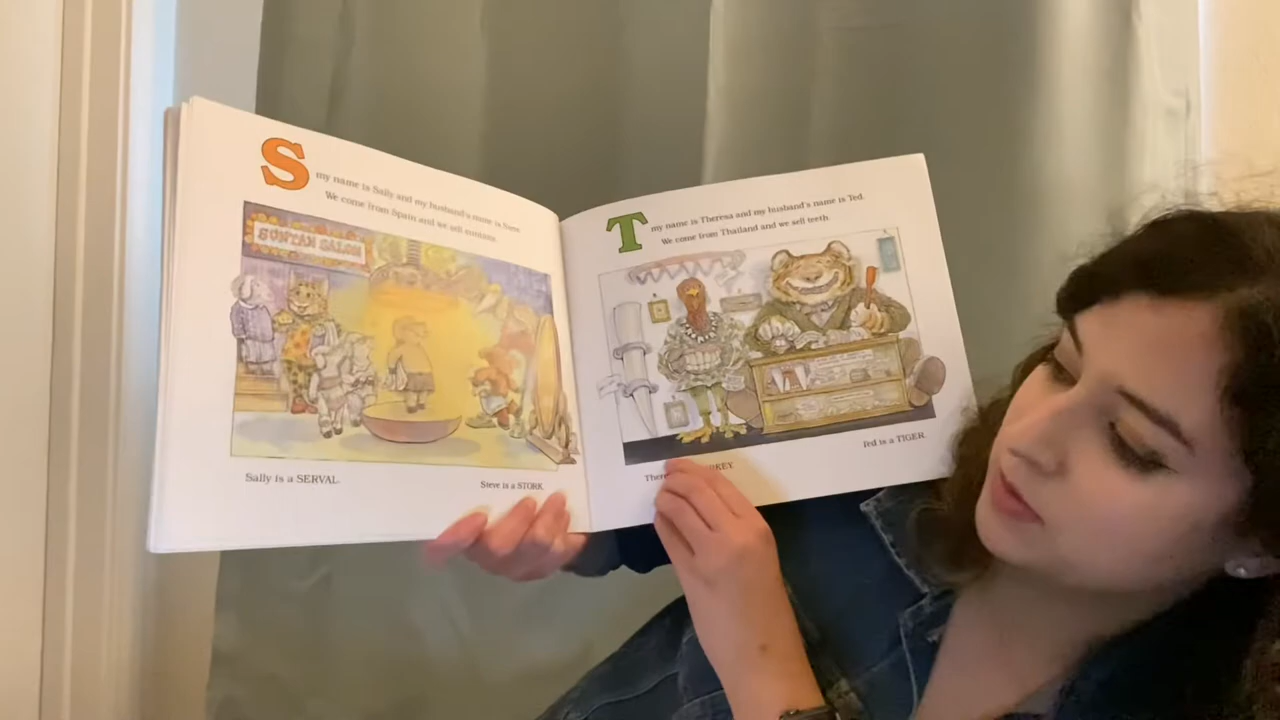 S my name is Sally and my husband's name is Steve.
We come from Spain and we sell suntans.
SUNTAN SALON
Sally is a SERVAL.
Steve is a STORK.
T my name is Theresa and my husband's name is Ted.
We come from Thailand and we sell teeth.
Ted is a TIGER.